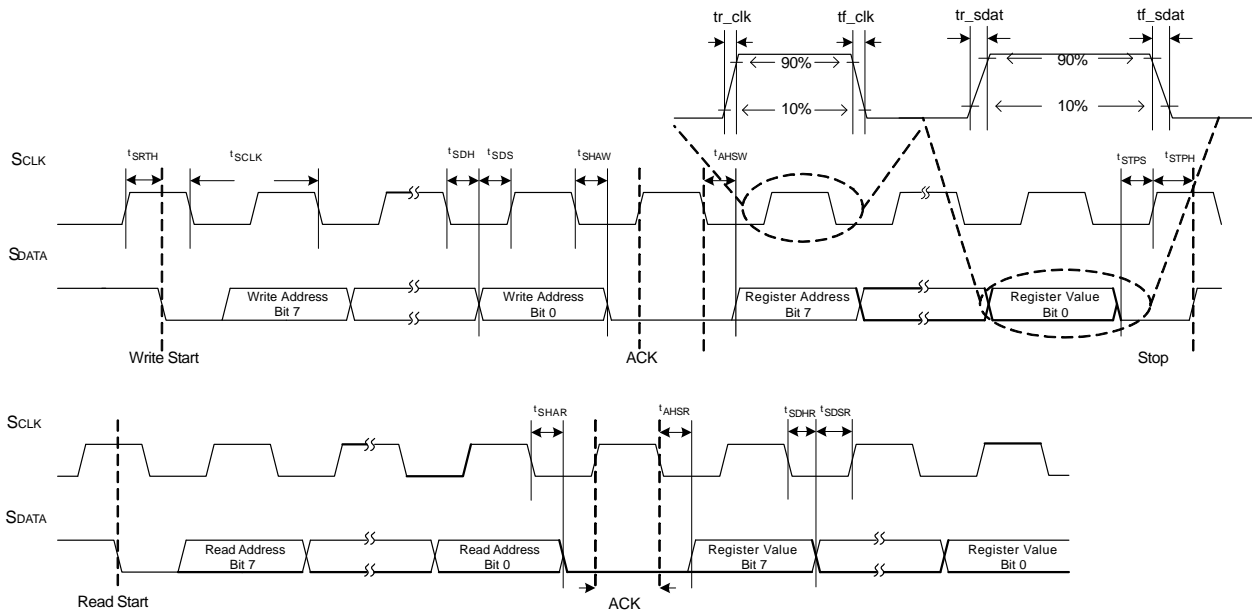 tr_clk tf_clk tr_sdat tf_sdat
90% 90%
10% 10%
SCLK tSRTH tSCLK tSDH tSDS tSHAW tAHSW tSTPS tSTPH
SDATA
Write Address Bit 7
Write Address Bit 0
Register Address Bit 7
Register Value Bit 0
Write Start ACK Stop
SCLK tSHAR tAHSR tSDHR tSDSR
SDATA
Read Address Bit 7
Read Address Bit 0
Register Value Bit 7
Register Value Bit 0
Read Start ACK